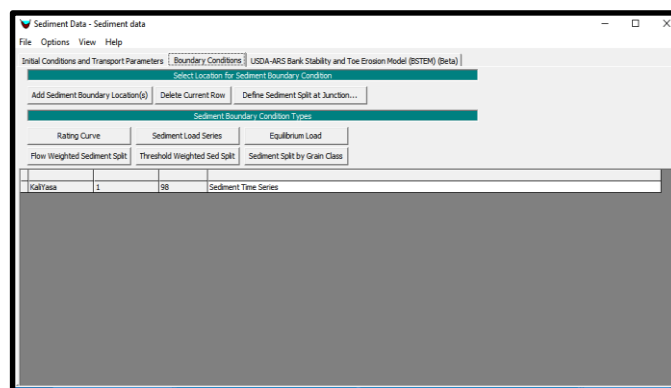 Sediment Data - Sediment data
File Options View Help
Initial Conditions and Transport Parameters Boundary Conditions USDA-ARS Bank Stability and Toe Erosion Model (BSTEM) (Beta)
Select Location for Sediment Boundary Condition
Add Sediment Boundary Location(s) Delete Current Row Define Sediment Split at Junction...
Sediment Boundary Condition Types
Rating Curve Sediment Load Series Equilibrium Load
Flow Weighted Sediment Split Threshold Weighted Sed Split Sediment Split by Grain Class
KaliYasa 1 98 Sediment Time Series